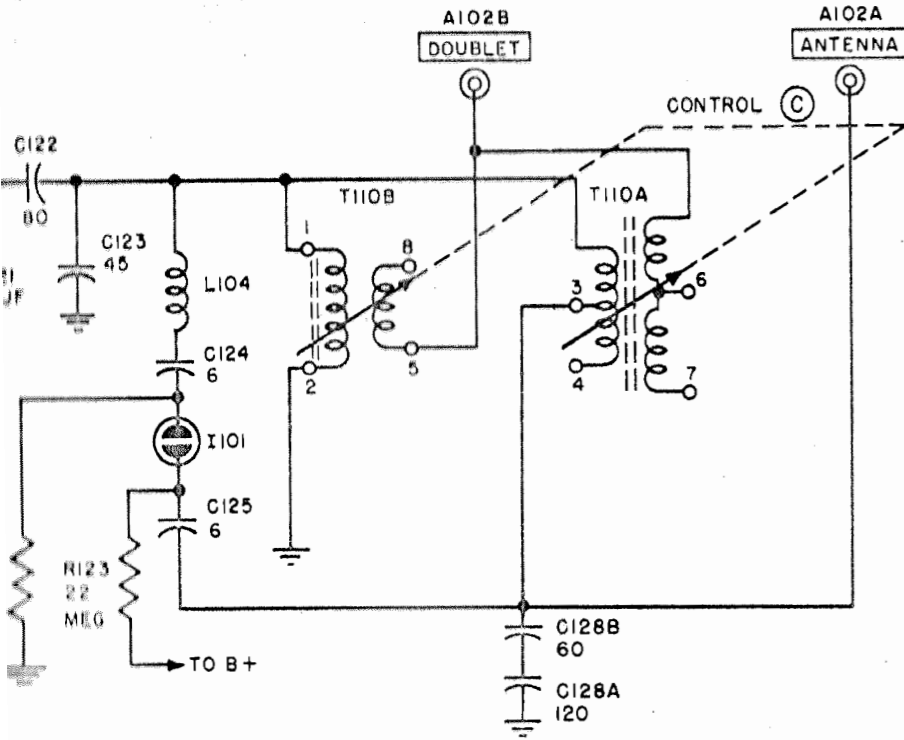 A102B
DOUBLET
A102A
ANTENNA
CONTROL C
C122
80
T110B
T110A
C123
45
L104
1
8
3
6
C124
6
2
5
4
7
I101
C125
6
R123
22
MEG
TO B+
C128B
60
C128A
120